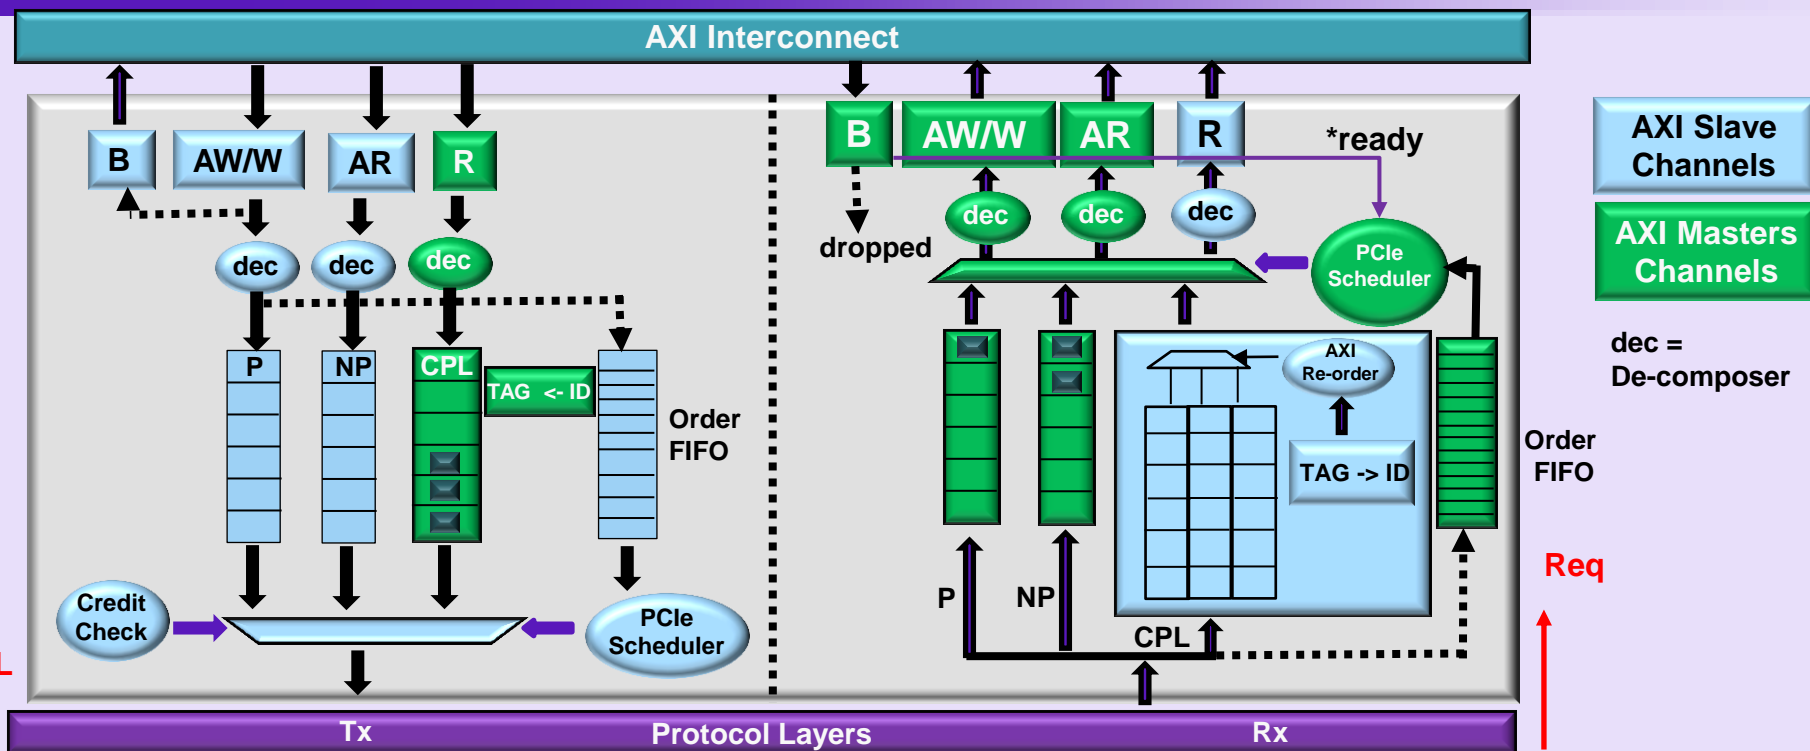 AXI Interconnect
B
AW/W
AR
R
B
AW/W
AR
R
*ready
AXI Slave
Channels
AXI Masters
Channels
dec =
De-composer
dec
dec
dec
dropped
dec
dec
dec
PCIe
Scheduler
P
NP
CPL
TAG <- ID
Order
FIFO
AXI
Re-order
TAG -> ID
Order
FIFO
Credit
Check
PCIe
Scheduler
P
NP
CPL
Req
L
Tx
Protocol Layers
Rx